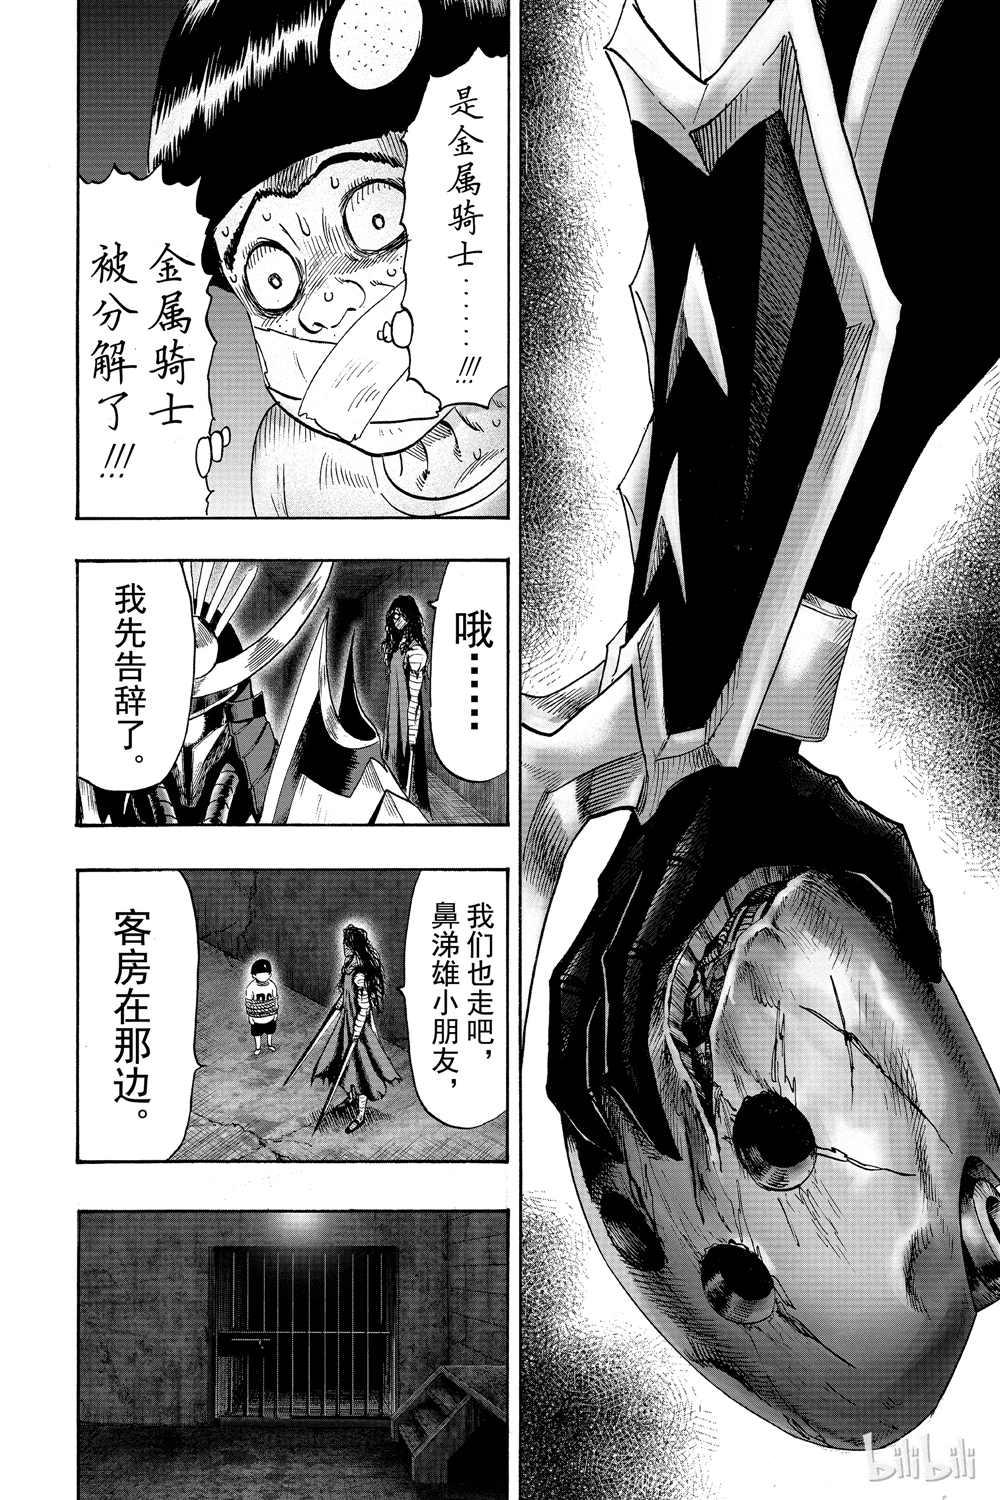 是金属骑士.......!!!
金属骑士
被分解了!!!
哦……
我先告辞了。
我们也走吧，
鼻涕雄小朋友，
客房在那边。
bilibili